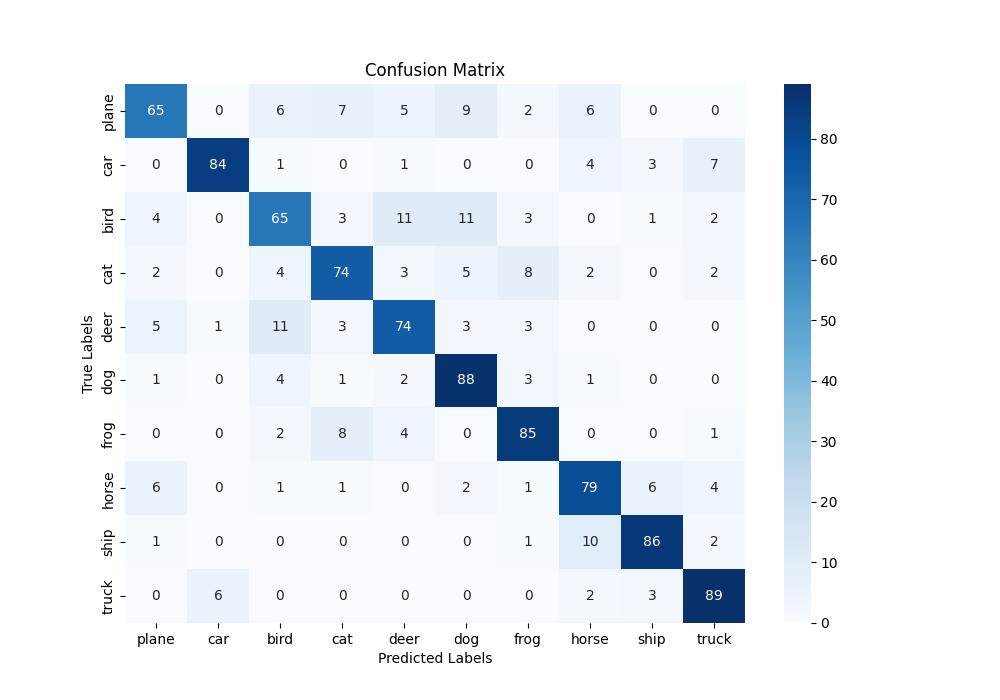 Confusion Matrix
True Labels
plane 65 0 6 7 5 9 2 6 0 0
car 0 84 1 0 1 0 0 4 3 7
bird 4 0 65 3 11 11 3 0 1 2
cat 2 0 4 74 3 5 8 2 0 2
deer 5 1 11 3 74 3 3 0 0 0
dog 1 0 4 1 2 88 3 1 0 0
frog 0 0 2 8 4 0 85 0 0 1
horse 6 0 1 1 0 2 1 79 6 4
ship 1 0 0 0 0 0 1 10 86 2
truck 0 6 0 0 0 0 0 2 3 89
plane car bird cat deer dog frog horse ship truck
Predicted Labels
80
70
60
50
40
30
20
10
0